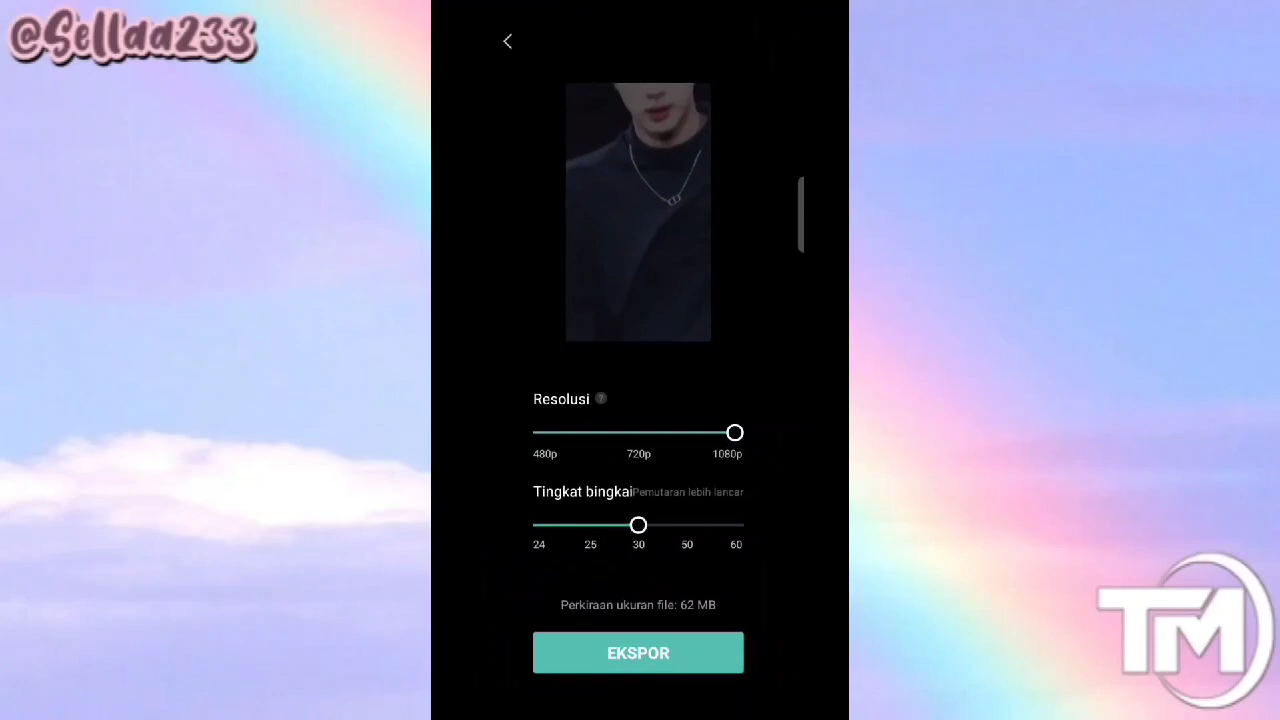 @Sellaa233
Resolusi ?
480p 720p 1080p
Tingkat bingkai Pemutaran lebih lancar
24 25 30 50 60
Perkiraan ukuran file: 62 MB
EKSPOR
TM